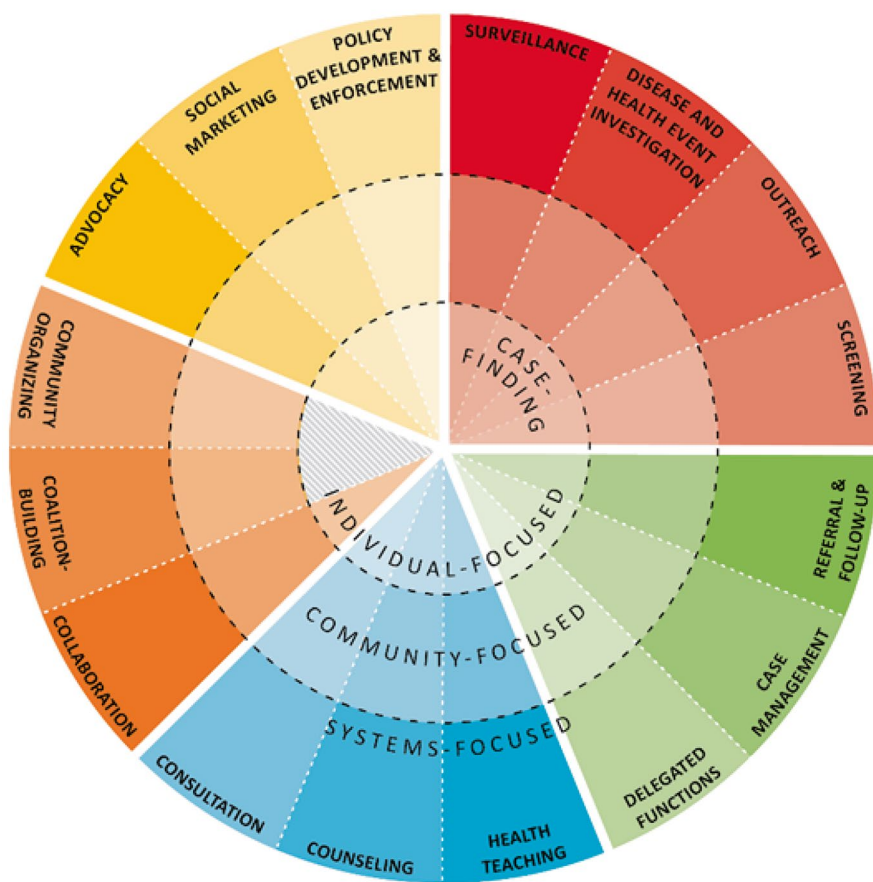 SURVEILLANCE
DISEASE AND
HEALTH EVENT
INVESTIGATION
OUTREACH
SCREENING
REFERRAL &
FOLLOW-UP
CASE
MANAGEMENT
DELEGATED
FUNCTIONS
HEALTH
TEACHING
COUNSELING
CONSULTATION
COLLABORATION
COALITION-
BUILDING
COMMUNITY
ORGANIZING
ADVOCACY
SOCIAL
MARKETING
POLICY
DEVELOPMENT &
ENFORCEMENT
CASE-
FINDING
INDIVIDUAL-FOCUSED
COMMUNITY-FOCUSED
SYSTEMS-FOCUSED